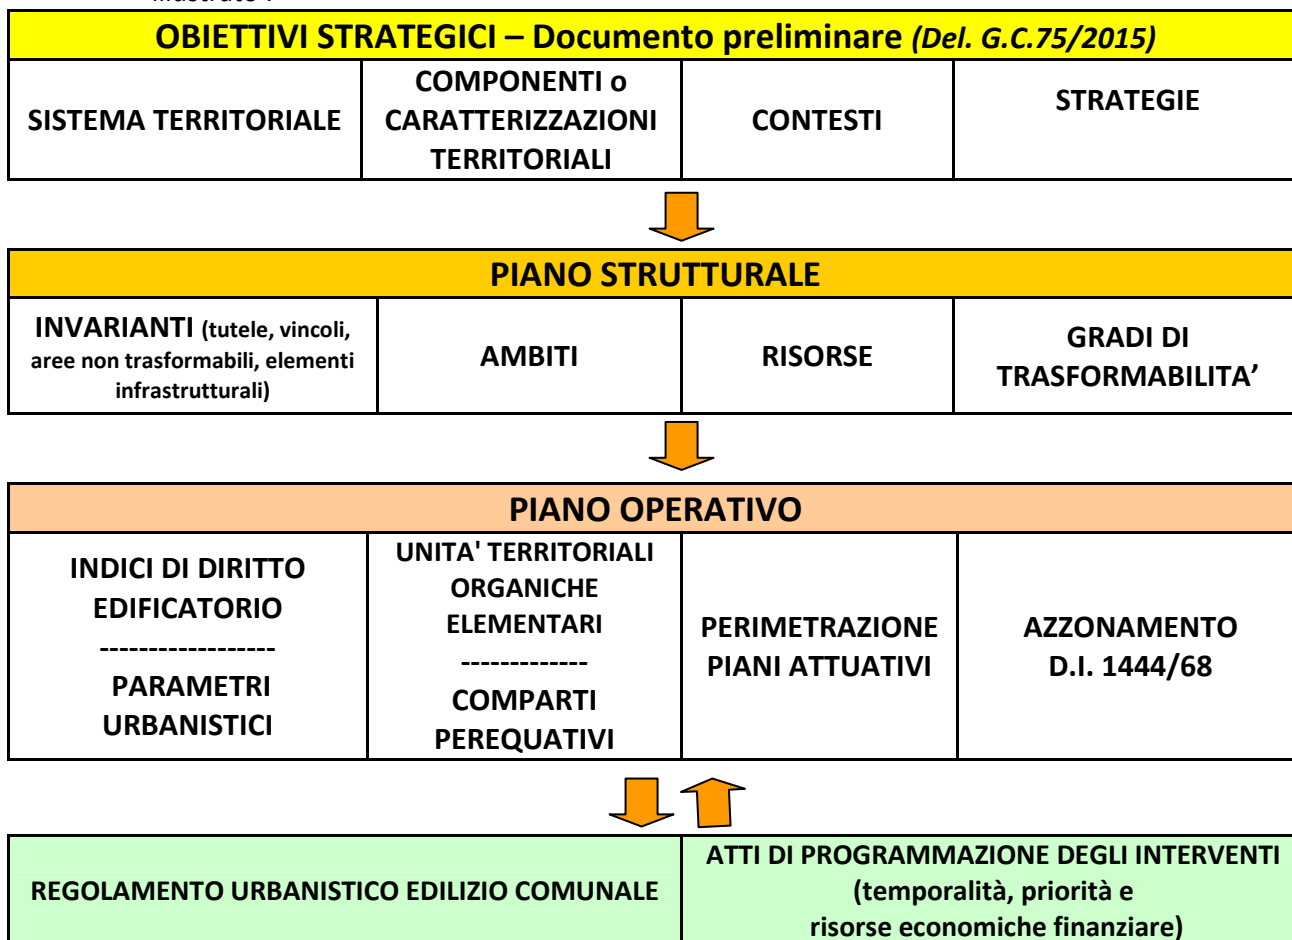 OBIETTIVI STRATEGICI – Documento preliminare (Del. G.C.75/2015)
SISTEMA TERRITORIALE
COMPONENTI o
CARATTERIZZAZIONI
TERRITORIALI
CONTESTI
STRATEGIE
PIANO STRUTTURALE
INVARIANTI (tutele, vincoli,
aree non trasformabili, elementi
infrastrutturali)
AMBITI
RISORSE
GRADI DI
TRASFORMABILITA’
PIANO OPERATIVO
INDICI DI DIRITTO
EDIFICATORIO
------------------
PARAMETRI
URBANISTICI
UNITA' TERRITORIALI
ORGANICHE
ELEMENTARI
-------------
COMPARTI
PEREQUATIVI
PERIMETRAZIONE
PIANI ATTUATIVI
AZZONAMENTO
D.I. 1444/68
REGOLAMENTO URBANISTICO EDILIZIO COMUNALE
ATTI DI PROGRAMMAZIONE DEGLI INTERVENTI
(temporalità, priorità e
risorse economiche finanziare)